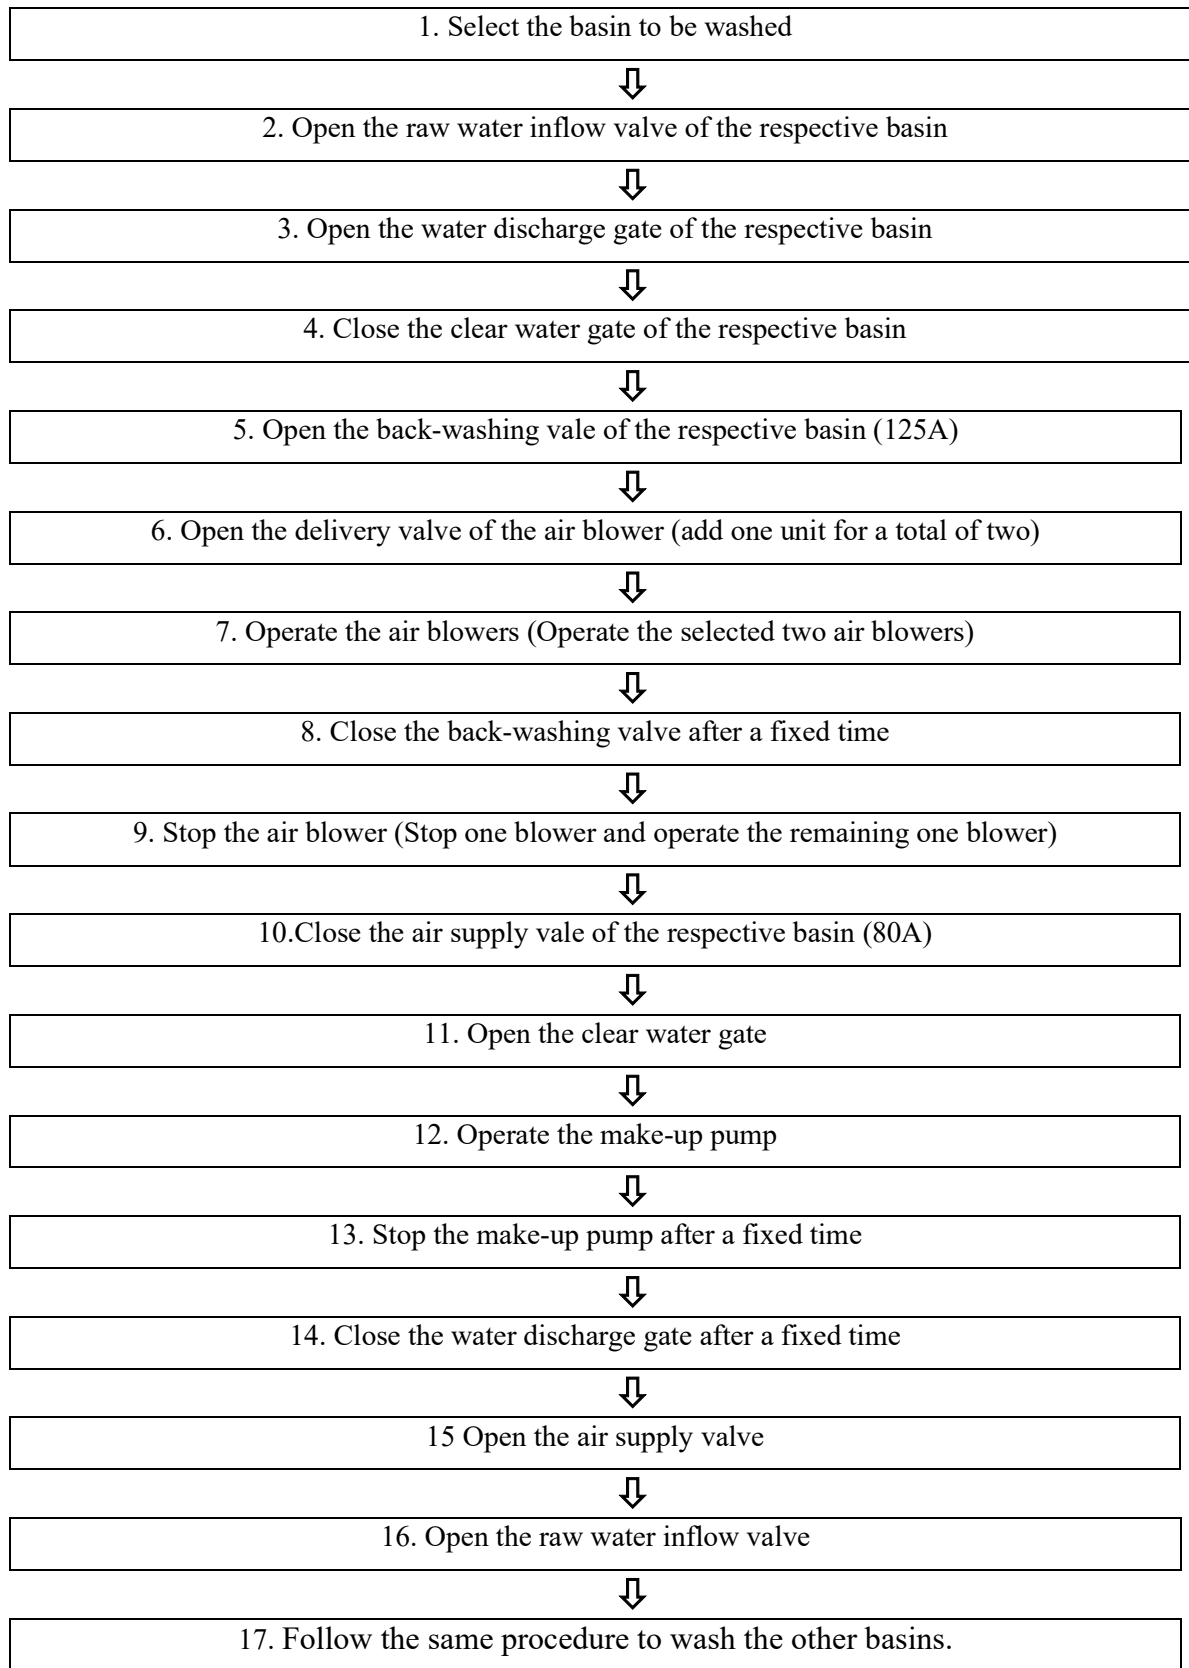 1. Select the basin to be washed
2. Open the raw water inflow valve of the respective basin
3. Open the water discharge gate of the respective basin
4. Close the clear water gate of the respective basin
5. Open the back-washing vale of the respective basin (125A)
6. Open the delivery valve of the air blower (add one unit for a total of two)
7. Operate the air blowers (Operate the selected two air blowers)
8. Close the back-washing valve after a fixed time
9. Stop the air blower (Stop one blower and operate the remaining one blower)
10.Close the air supply vale of the respective basin (80A)
11. Open the clear water gate
12. Operate the make-up pump
13. Stop the make-up pump after a fixed time
14. Close the water discharge gate after a fixed time
15 Open the air supply valve
16. Open the raw water inflow valve
17. Follow the same procedure to wash the other basins.